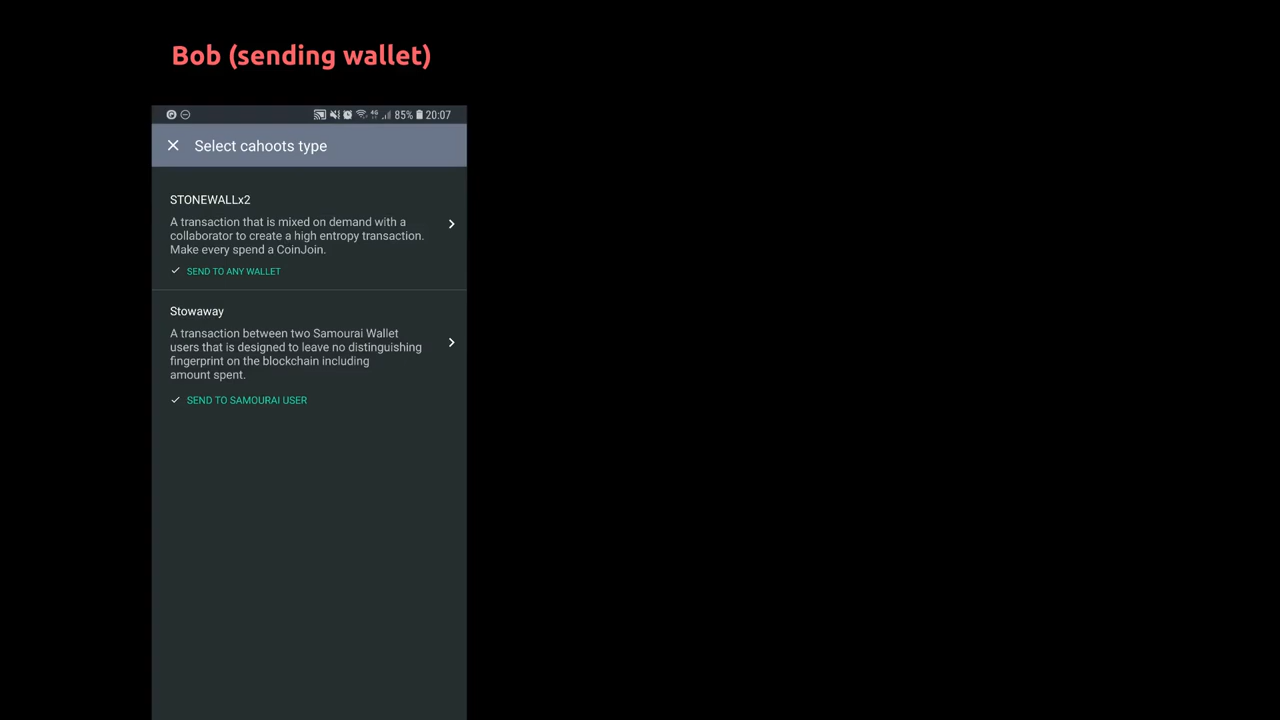 Bob (sending wallet)
4G 85% 20:07
Select cahoots type
STONEWALLx2
A transaction that is mixed on demand with a
collaborator to create a high entropy transaction.
Make every spend a CoinJoin.
SEND TO ANY WALLET
Stowaway
A transaction between two Samourai Wallet
users that is designed to leave no distinguishing
fingerprint on the blockchain including
amount spent.
SEND TO SAMOURAI USER